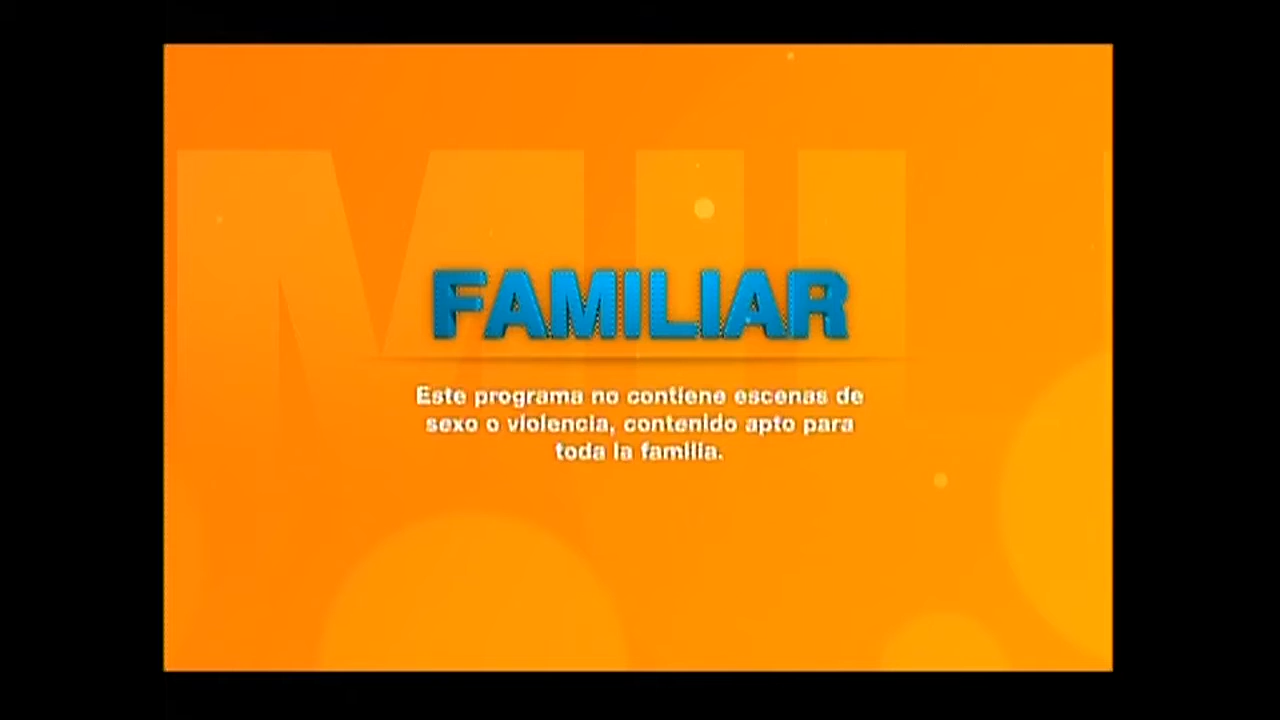 FAMILIAR
Este programa no contiene escenas de
sexo o violencia, contenido apto para
toda la familia.